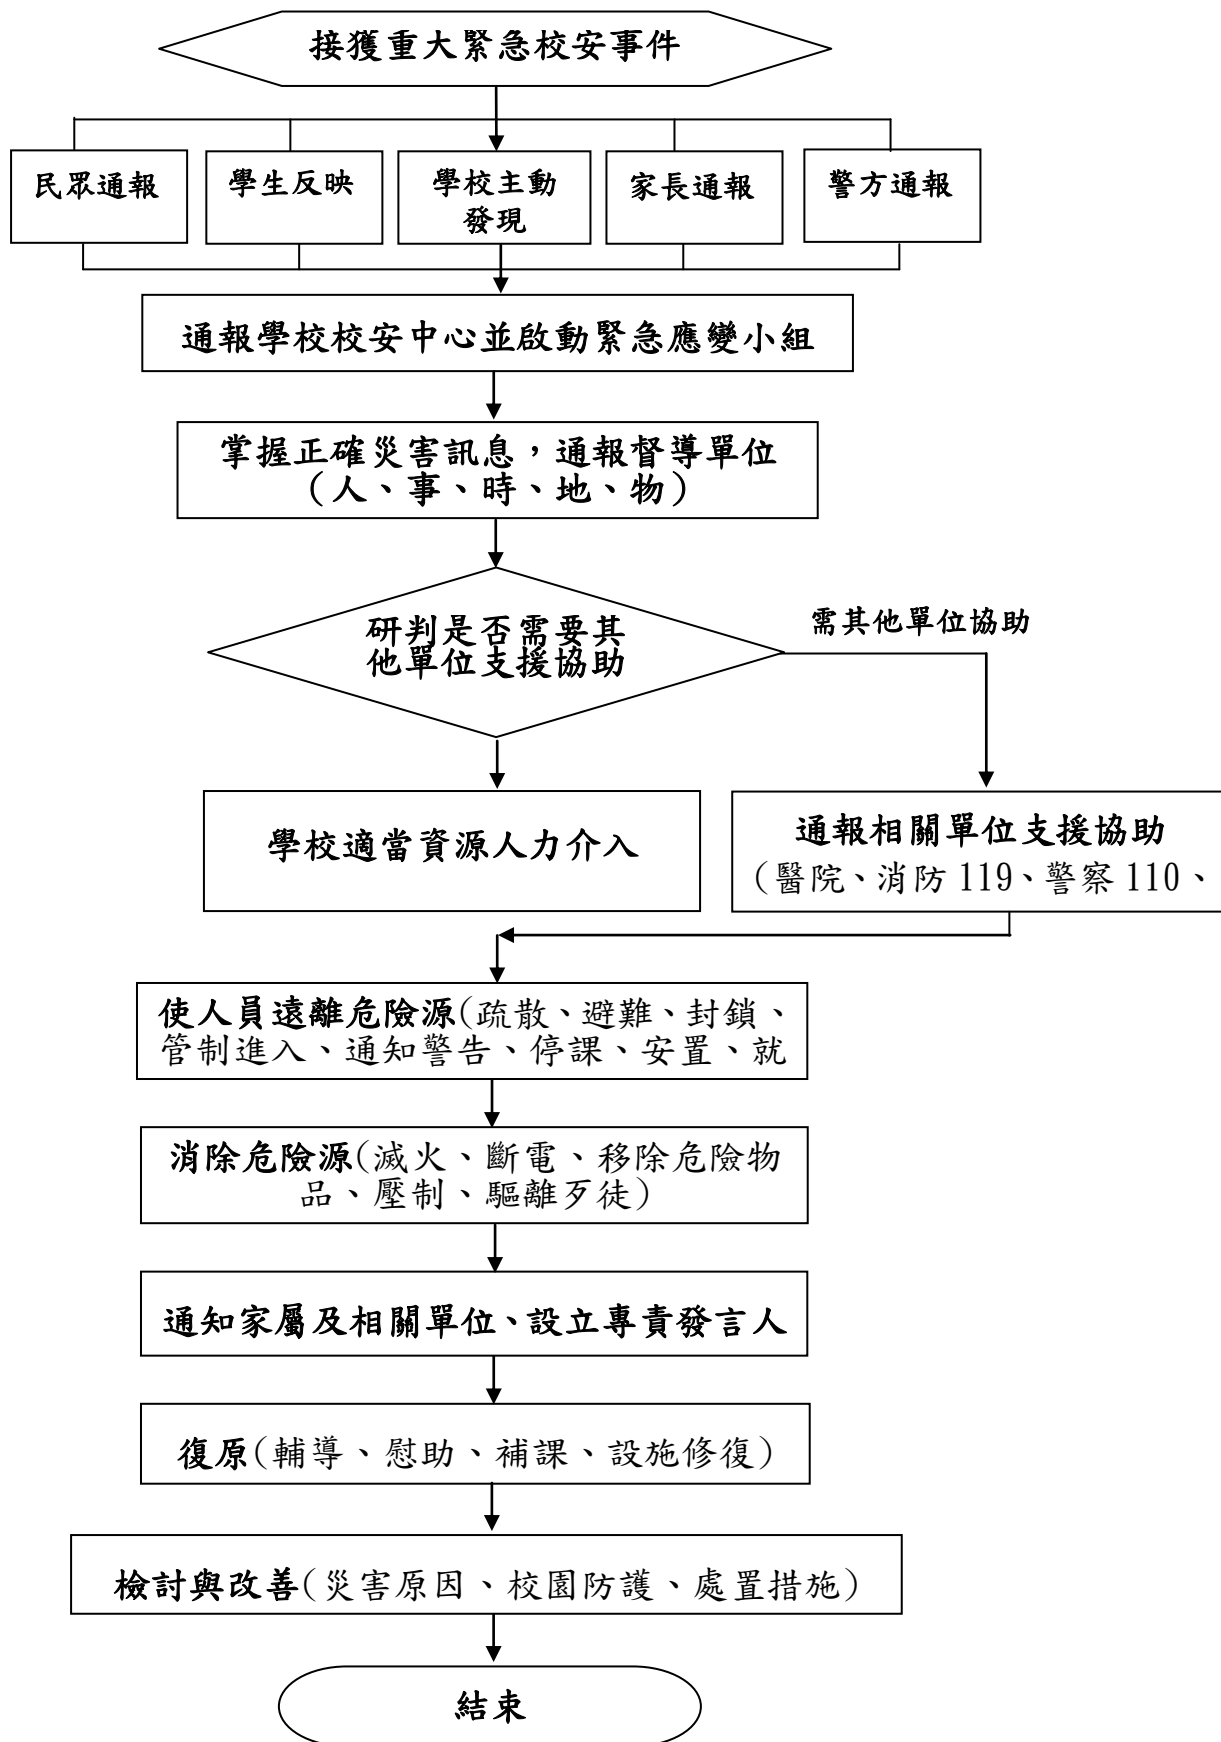 接獲重大緊急校安事件
民眾通報
學生反映
學校主動
發現
家長通報
警方通報
通報學校校安中心並啟動緊急應變小組
掌握正確災害訊息，通報督導單位
（人、事、時、地、物）
研判是否需要其
他單位支援協助
需其他單位協助
學校適當資源人力介入
通報相關單位支援協助
（醫院、消防 119、警察 110、
使人員遠離危險源(疏散、避難、封鎖、
管制進入、通知警告、停課、安置、就
消除危險源(滅火、斷電、移除危險物
品、壓制、驅離歹徒)
通知家屬及相關單位、設立專責發言人
復原(輔導、慰助、補課、設施修復)
檢討與改善(災害原因、校園防護、處置措施)
結束